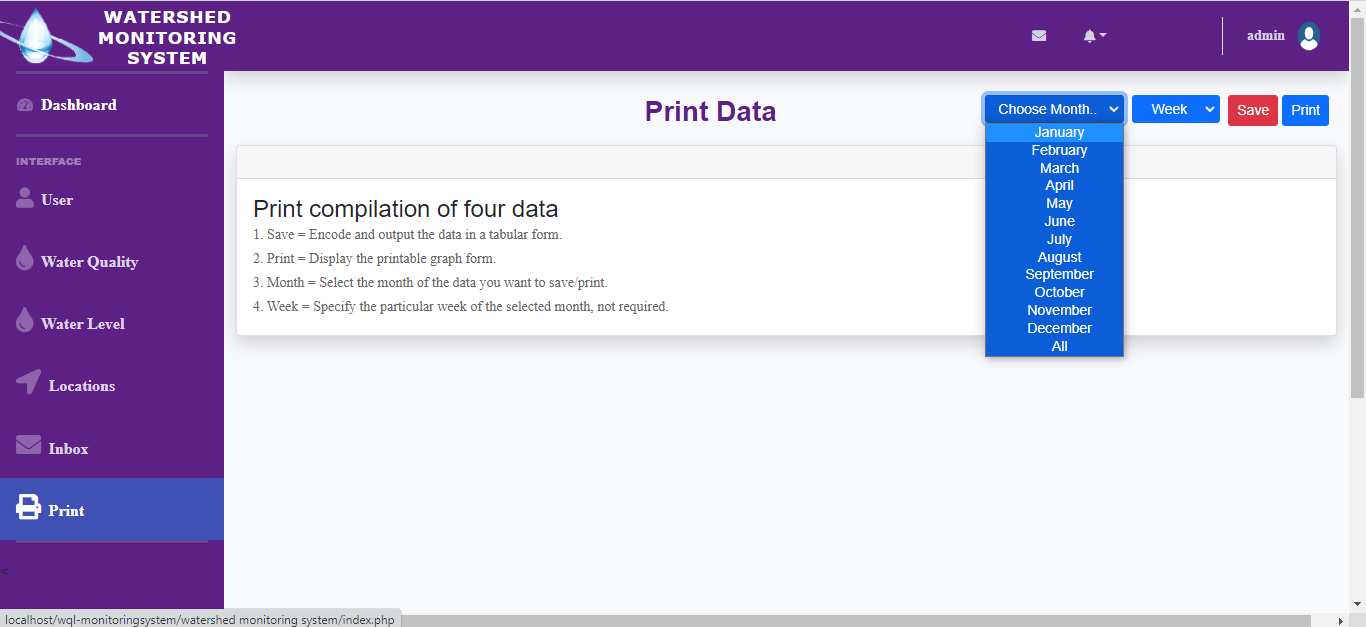 WATERSHED
MONITORING
SYSTEM
admin
Dashboard
INTERFACE
User
Water Quality
Water Level
Locations
Inbox
Print
<
Print Data
Choose Month..
Week
Save
Print
January
February
March
April
May
June
July
August
September
October
November
December
All
Print compilation of four data
1. Save = Encode and output the data in a tabular form.
2. Print = Display the printable graph form.
3. Month = Select the month of the data you want to save/print.
4. Week = Specify the particular week of the selected month, not required.
localhost/wql-monitoringsystem/watershed monitoring system/index.php